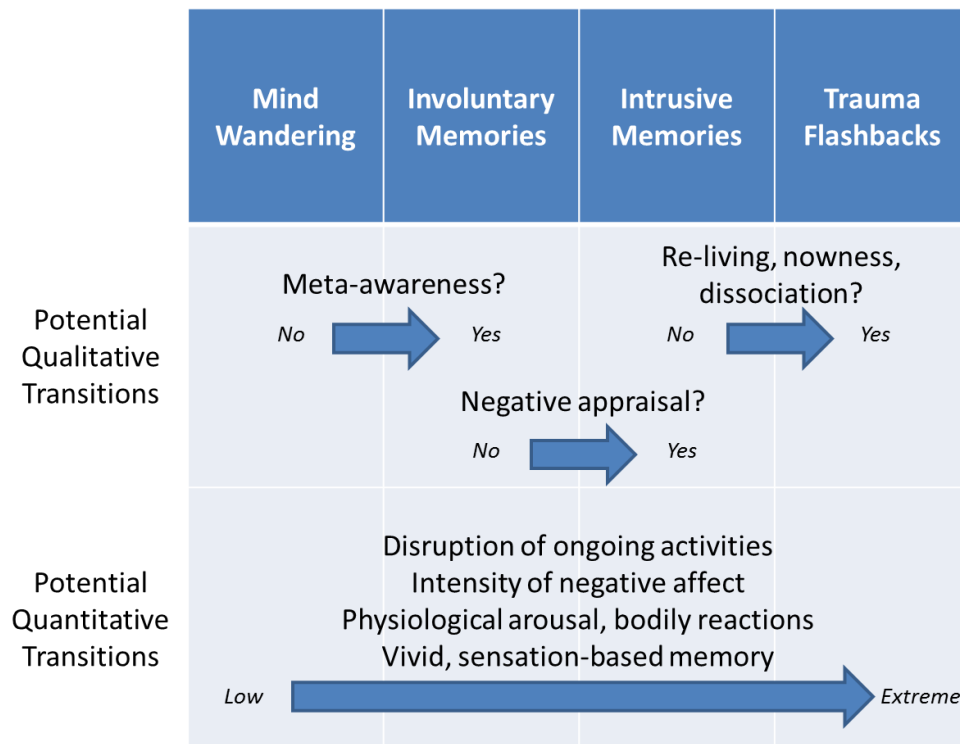 Mind
Wandering
Involuntary
Memories
Intrusive
Memories
Trauma
Flashbacks
Potential
Qualitative
Transitions
Meta-awareness?
No
Yes
Re-living, nowness,
dissociation?
No
Yes
Negative appraisal?
No
Yes
Potential
Quantitative
Transitions
Disruption of ongoing activities
Intensity of negative affect
Physiological arousal, bodily reactions
Vivid, sensation-based memory
Low
Extreme